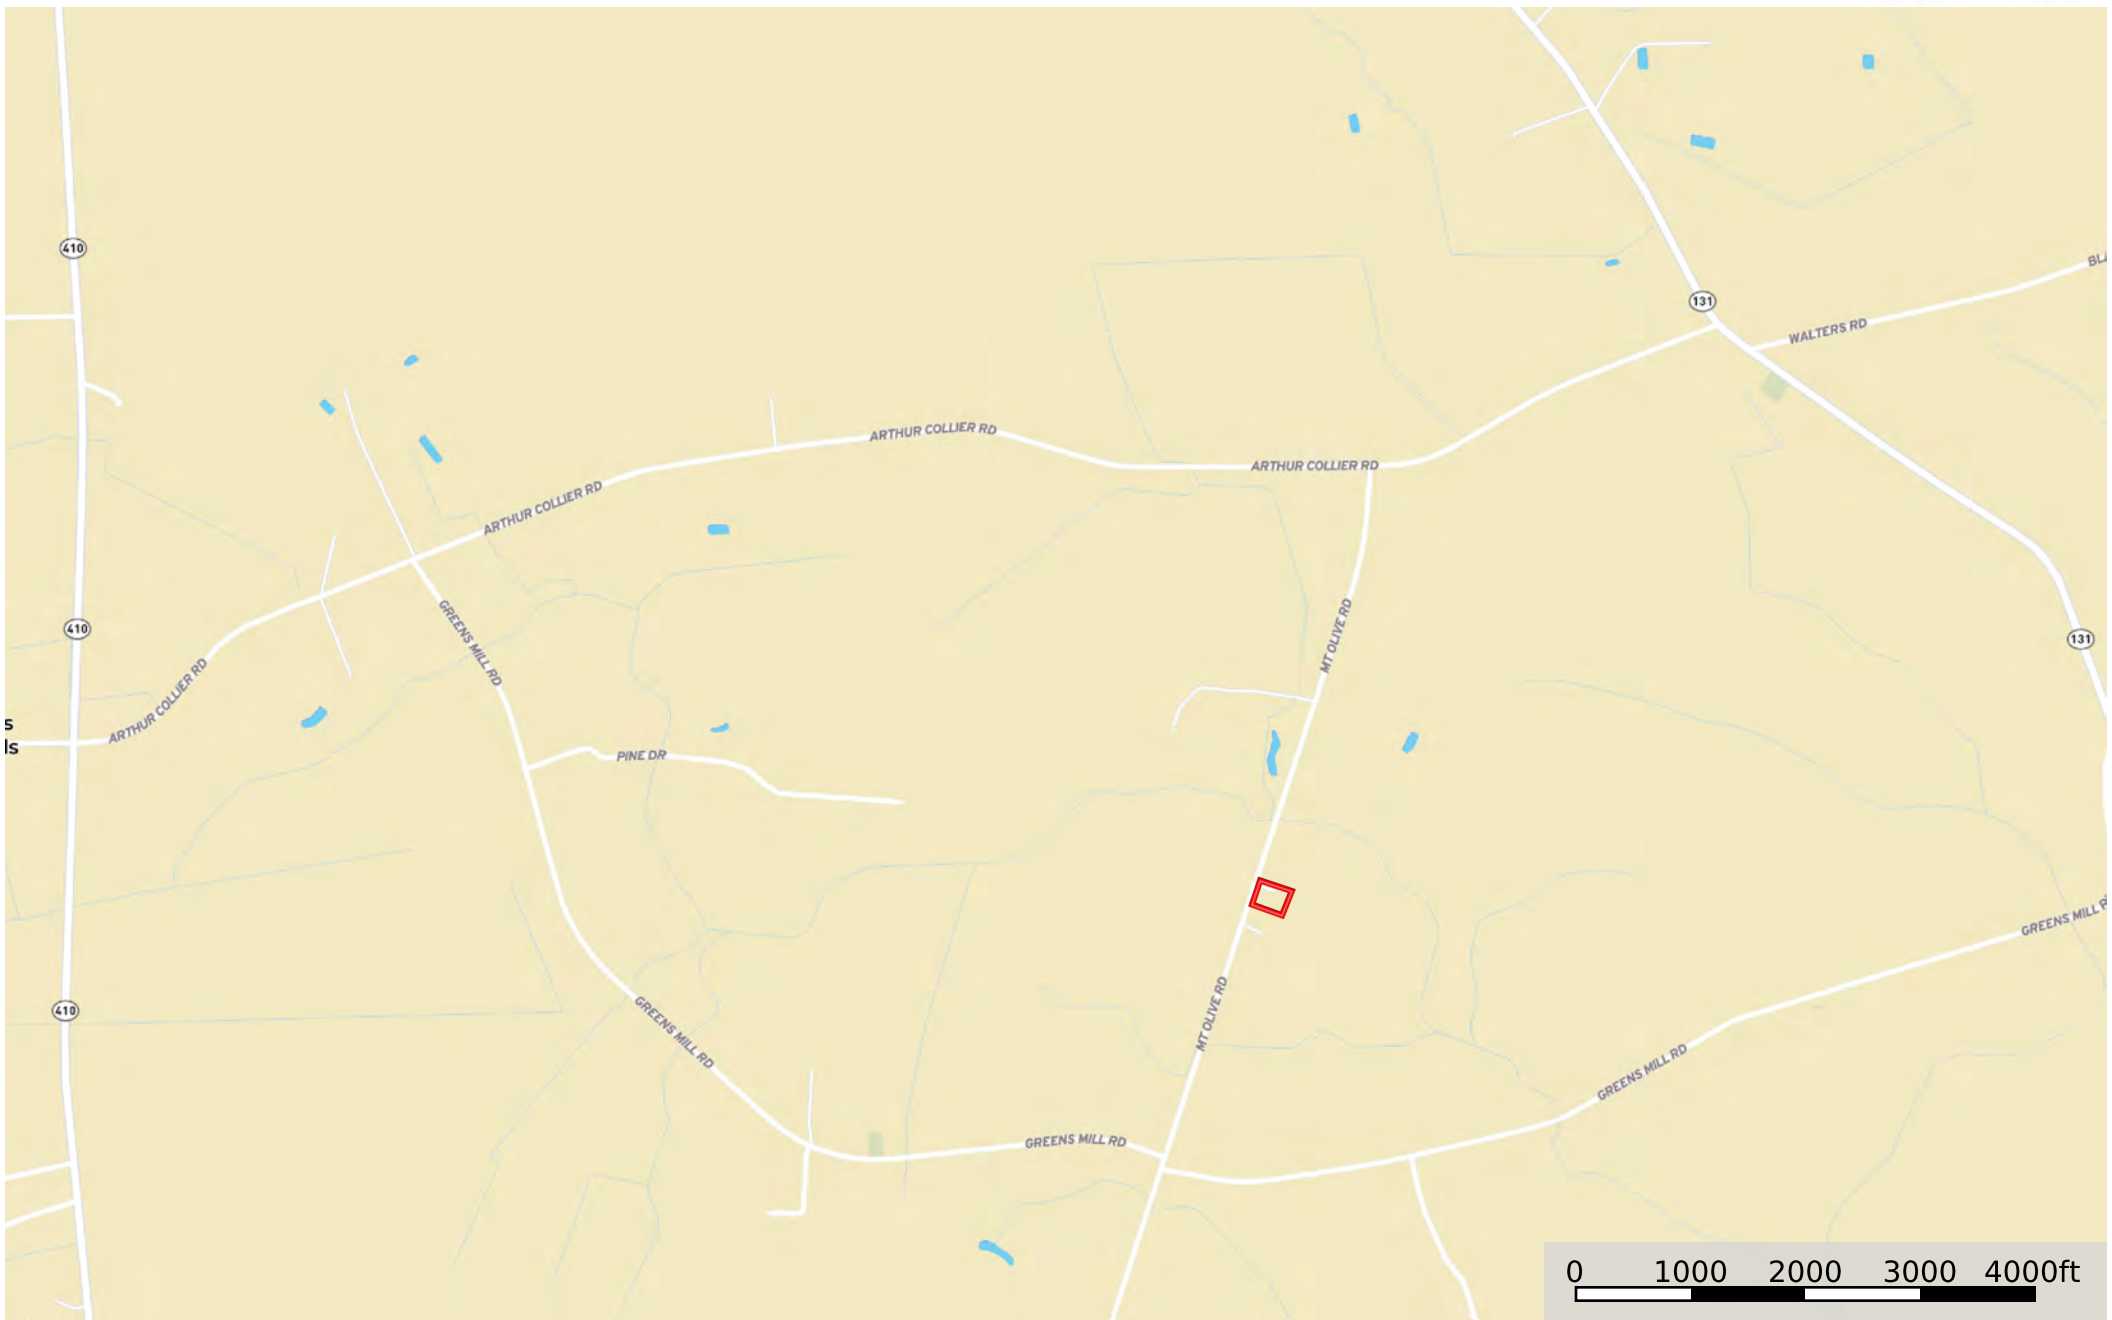 410
BLA
131
WALTERS RD
ARTHUR COLLIER RD
ARTHUR COLLIER RD
ARTHUR COLLIER RD
GREENS MILL RD
410
MT OLIVE RD
131
ARTHUR COLLIER RD
s
ls
PINE DR
GREENS MILL R
410
MT OLIVE RD
GREENS MILL RD
GREENS MILL RD
GREENS MILL RD
0 1000 2000 3000 4000ft